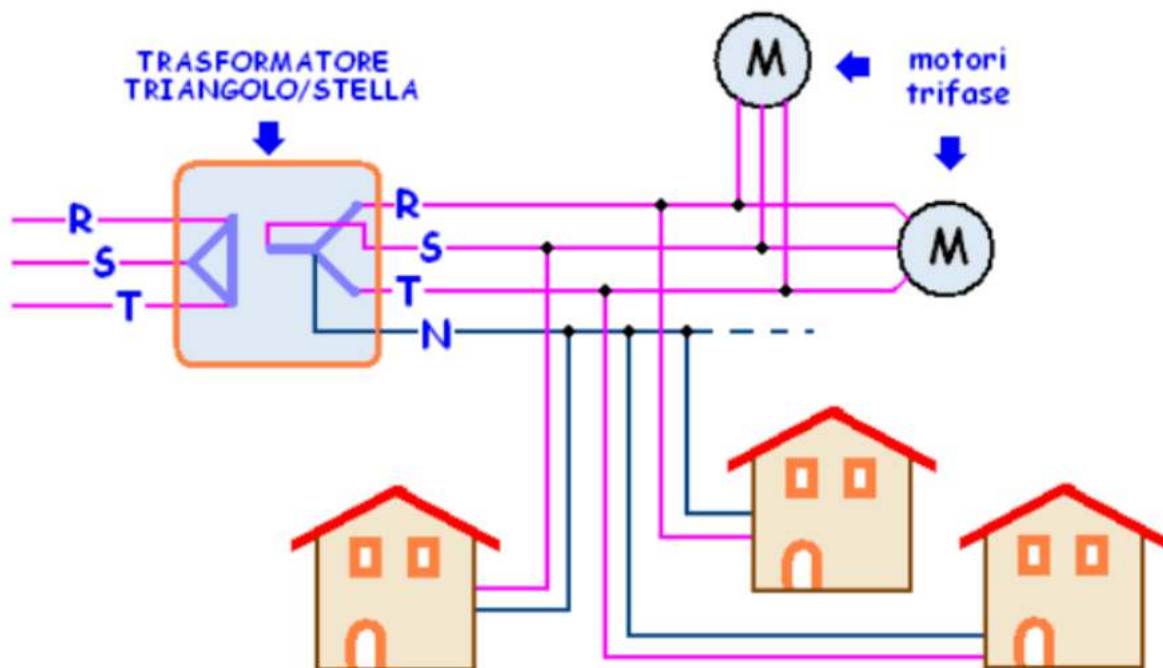 TRASFORMATORE
TRIANGOLO/STELLA
M
motori
trifase
R
S
T
R
S
T
N
M